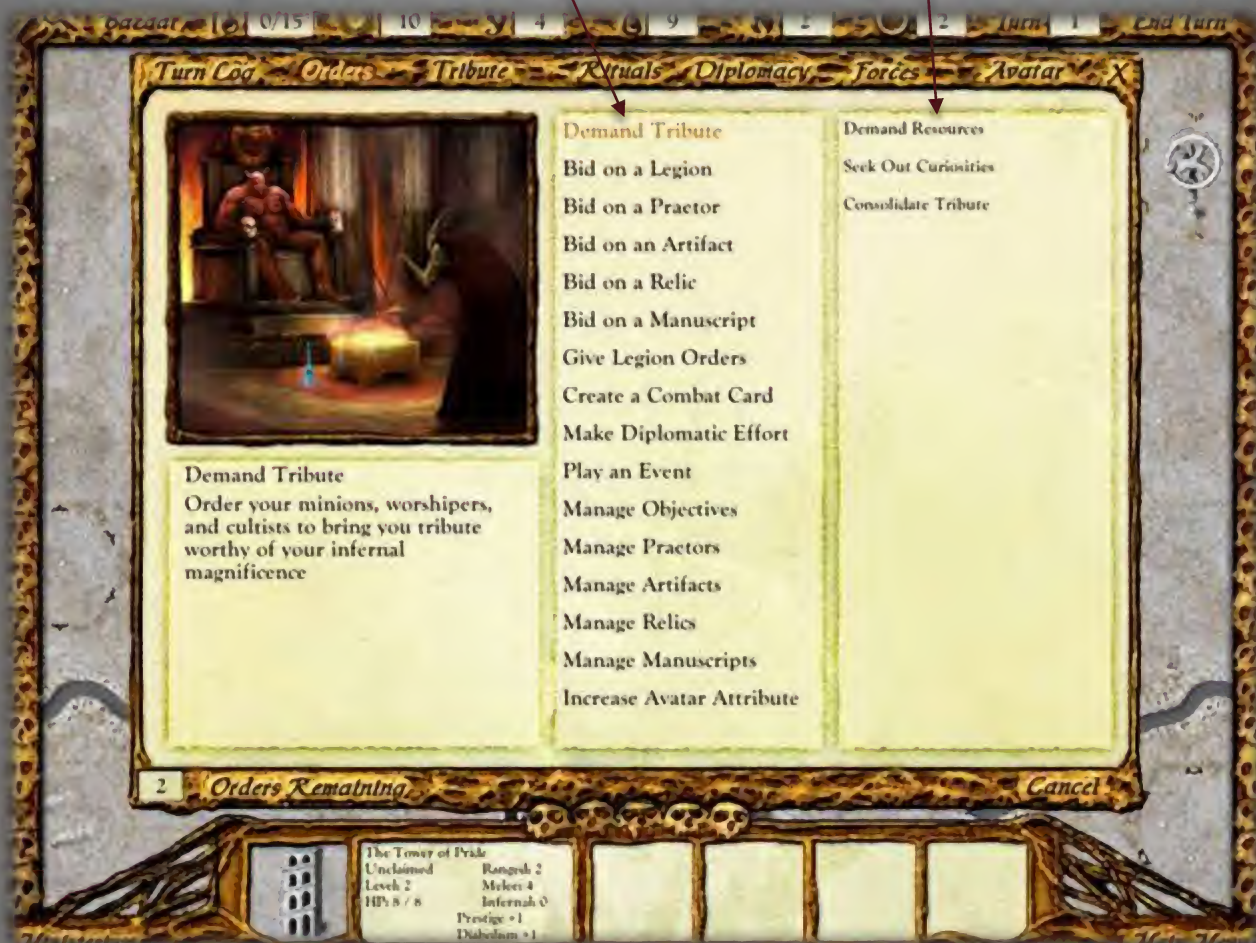 Bazaar 0/15 10 4 9 2 2 Turn 1 End Turn
Turn Log Orders Tribute Rituals Diplomacy Forces Avatar X
Demand Tribute
Bid on a Legion
Bid on a Praetor
Bid on an Artifact
Bid on a Relic
Bid on a Manuscript
Give Legion Orders
Create a Combat Card
Make Diplomatic Effort
Play an Event
Manage Objectives
Manage Praetors
Manage Artifacts
Manage Relics
Manage Manuscripts
Increase Avatar Attribute
Demand Resources
Seek Out Curiosities
Consolidate Tribute
Demand Tribute
Order your minions, worshipers,
and cultists to bring you tribute
worthy of your infernal
magnificence
2 Orders Remaining
Cancel
The Tower of Pride
Unclaimed Ranged: 2
Level: 2 Melee: 4
HP: 8 / 8 Infernal: 0
Prestige +1
Diabolism +1